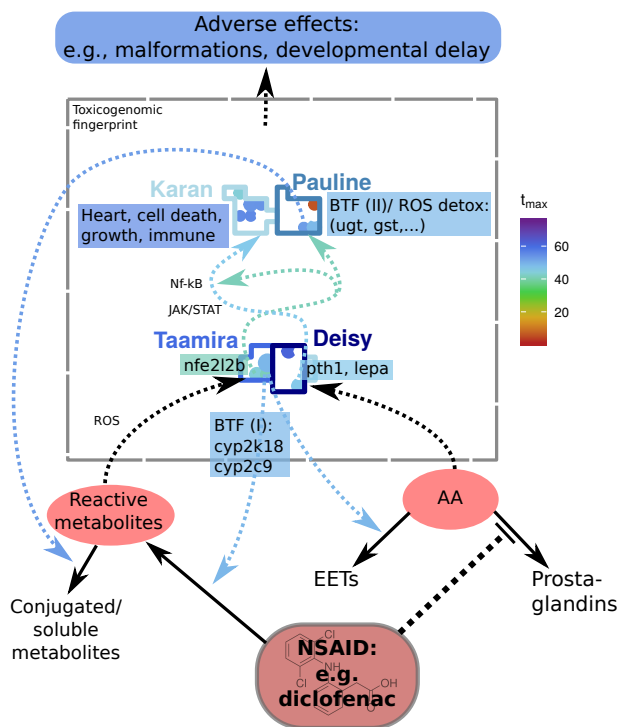 Adverse effects:
e.g., malformations, developmental delay
Toxicogenomic
fingerprint
Karan
Pauline
Heart, cell death,
growth, immune
BTF (II)/ ROS detox:
(ugt, gst,...)
tmax
60
40
20
Nf-kB
JAK/STAT
Taamira
Deisy
nfe2l2b
pth1, lepa
ROS
BTF (I):
cyp2k18
cyp2c9
Reactive
metabolites
AA
EETs
Prosta-
glandins
Conjugated/
soluble
metabolites
NSAID:
e.g.
diclofenac
Cl
NH
Cl
OH
O